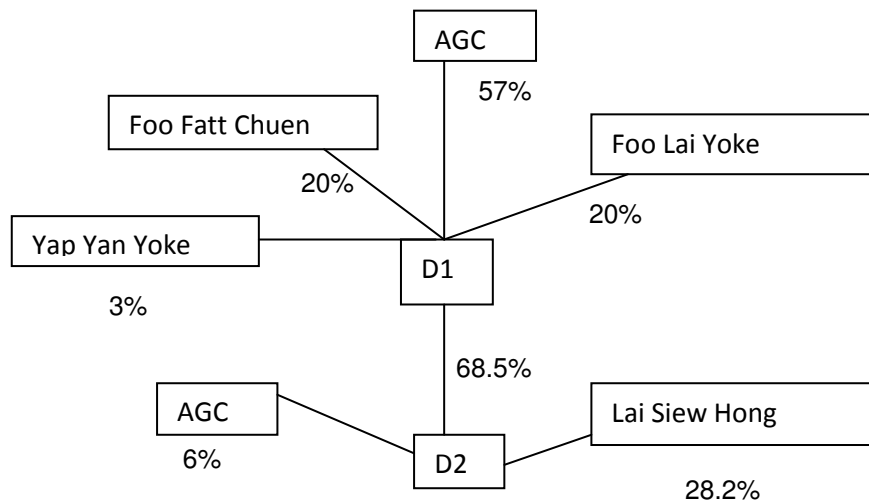 AGC
57%
Foo Fatt Chuen
Foo Lai Yoke
20%
20%
Yap Yan Yoke
D1
3%
68.5%
AGC
Lai Siew Hong
6%
D2
28.2%